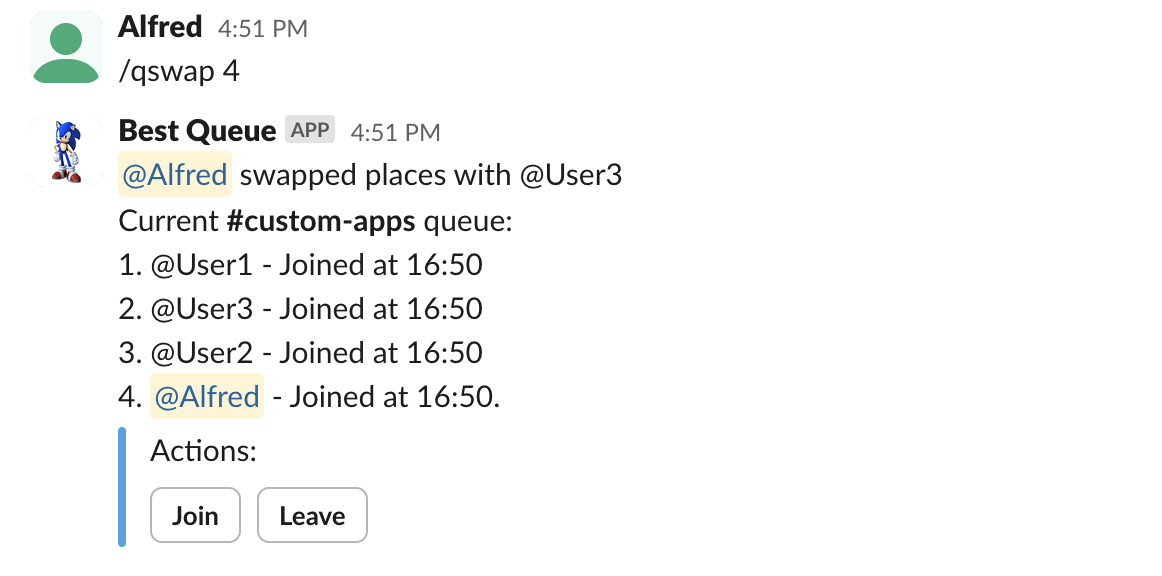 Alfred 4:51 PM
/qswap 4
Best Queue APP 4:51 PM
@Alfred swapped places with @User3
Current #custom-apps queue:
1. @User1 - Joined at 16:50
2. @User3 - Joined at 16:50
3. @User2 - Joined at 16:50
4. @Alfred - Joined at 16:50.
Actions:
Join Leave